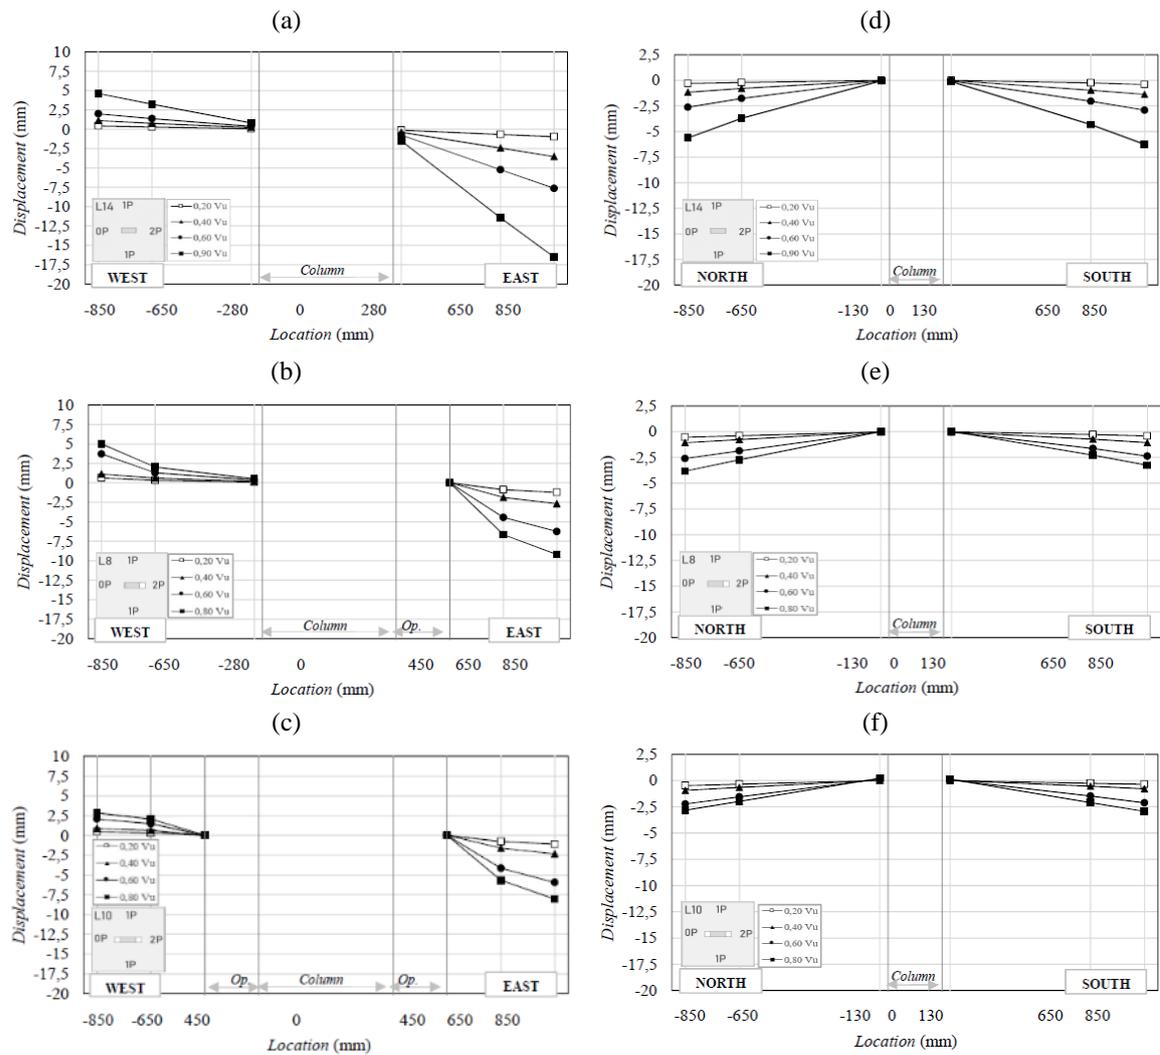 (a)
10
7,5
5
2,5
0
-2,5
-5
-7,5
-10
-12,5
-15
-17,5
-20
Displacement (mm)
L14 1P
0P 2P
1P
0,20 Vu
0,40 Vu
0,60 Vu
0,90 Vu
WEST
Column
EAST
-850 -650 -280 0 280 650 850
Location (mm)
(d)
2,5
0
-2,5
-5
-7,5
-10
-12,5
-15
-17,5
-20
Displacement (mm)
L14 1P
0P 2P
1P
0,20 Vu
0,40 Vu
0,60 Vu
0,90 Vu
NORTH
Column
SOUTH
-850 -650 -130 0 130 650 850
Location (mm)
(b)
10
7,5
5
2,5
0
-2,5
-5
-7,5
-10
-12,5
-15
-17,5
-20
Displacement (mm)
L8 1P
0P 2P
1P
0,20 Vu
0,40 Vu
0,60 Vu
0,80 Vu
WEST
Column
Op.
EAST
-850 -650 -280 0 450 650 850
Location (mm)
(e)
2,5
0
-2,5
-5
-7,5
-10
-12,5
-15
-17,5
-20
Displacement (mm)
L8 1P
0P 2P
1P
0,20 Vu
0,40 Vu
0,60 Vu
0,80 Vu
NORTH
Column
SOUTH
-850 -650 -130 0 130 650 850
Location (mm)
(c)
10
7,5
5
2,5
0
-2,5
-5
-7,5
-10
-12,5
-15
-17,5
-20
Displacement (mm)
0,20 Vu
0,40 Vu
0,60 Vu
0,80 Vu
L10 1P
0P 2P
1P
WEST
Op.
Column
Op.
EAST
-850 -650 450 0 450 650 850
Location (mm)
(f)
2,5
0
-2,5
-5
-7,5
-10
-12,5
-15
-17,5
-20
Displacement (mm)
L10 1P
0P 2P
1P
0,20 Vu
0,40 Vu
0,60 Vu
0,80 Vu
NORTH
Column
SOUTH
-850 -650 -130 0 130 650 850
Location (mm)